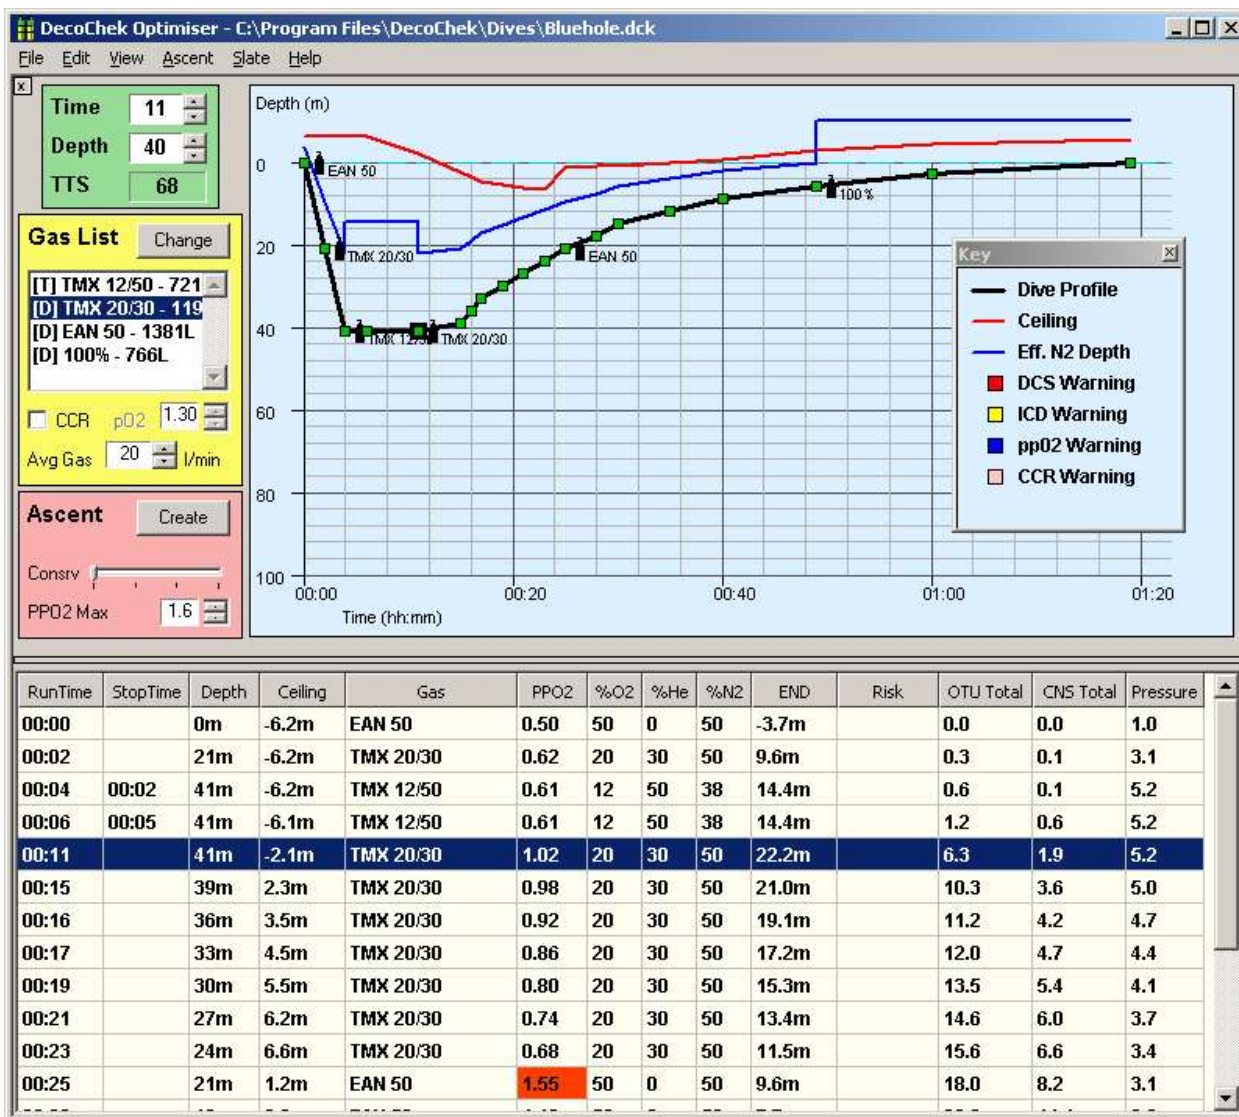 DecoChek Optimiser - C:\Program Files\DecoChek\Dives\Bluehole.dck
File Edit View Ascent Slate Help
Time 11
Depth 40
TTS 68
Gas List Change
[T] TMX 12/50 - 721
[D] TMX 20/30 - 119
[D] EAN 50 - 1381L
[D] 100% - 766L
CCR pO2 1.30
Avg Gas 20 l/min
Ascent Create
Consrv
PPO2 Max 1.6
Depth (m)
0
20
40
60
80
100
EAN 50
TMX 20/30
TMX 20/30
EAN 50
100 %
00:00 00:20 00:40 01:00 01:20
Time (hh:mm)
Key
Dive Profile
Ceiling
Eff. N2 Depth
DCS Warning
ICD Warning
pp02 Warning
CCR Warning
RunTime StopTime Depth Ceiling Gas PPO2 %O2 %He %N2 END Risk OTU Total CNS Total Pressure
00:00 0m -6.2m EAN 50 0.50 50 0 50 -3.7m 0.0 0.0 1.0
00:02 21m -6.2m TMX 20/30 0.62 20 30 50 9.6m 0.3 0.1 3.1
00:04 00:02 41m -6.2m TMX 12/50 0.61 12 50 38 14.4m 0.6 0.1 5.2
00:06 00:05 41m -6.1m TMX 12/50 0.61 12 50 38 14.4m 1.2 0.6 5.2
00:11 41m -2.1m TMX 20/30 1.02 20 30 50 22.2m 6.3 1.9 5.2
00:15 39m 2.3m TMX 20/30 0.98 20 30 50 21.0m 10.3 3.6 5.0
00:16 36m 3.5m TMX 20/30 0.92 20 30 50 19.1m 11.2 4.2 4.7
00:17 33m 4.5m TMX 20/30 0.86 20 30 50 17.2m 12.0 4.7 4.4
00:19 30m 5.5m TMX 20/30 0.80 20 30 50 15.3m 13.5 5.4 4.1
00:21 27m 6.2m TMX 20/30 0.74 20 30 50 13.4m 14.6 6.0 3.7
00:23 24m 6.6m TMX 20/30 0.68 20 30 50 11.5m 15.6 6.6 3.4
00:25 21m 1.2m EAN 50 1.55 50 0 50 9.6m 18.0 8.2 3.1